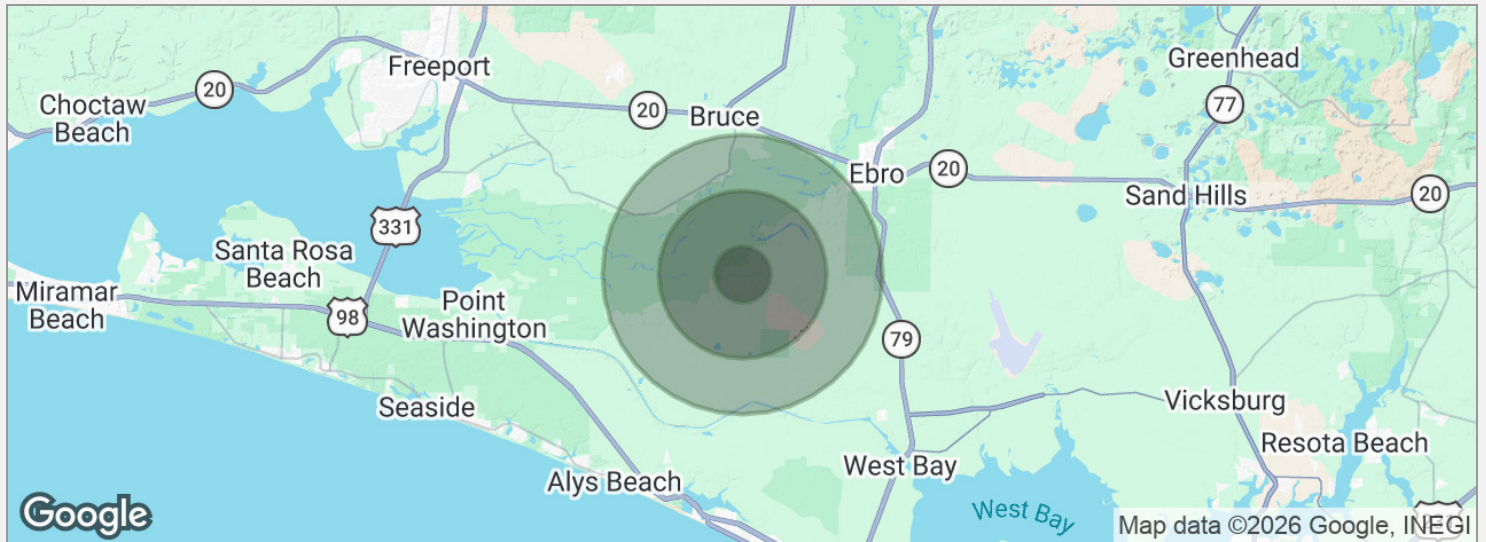 Greenhead
Freeport
20
Choctaw
Beach
20
Bruce
77
Ebro
20
Sand Hills
20
331
Santa Rosa
Beach
Miramar
Beach
98
Point
Washington
79
Seaside
Vicksburg
Resota Beach
West Bay
Alys Beach
West Bay
Google
Map data ©2026 Google, INEGI